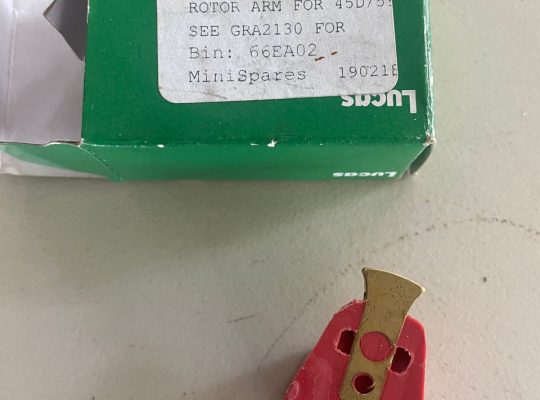 ROTOR ARM FOR 45D/59
SEE GRA2130 FOR
Bin: 66EA02
MiniSpares 190218
Lucas
Lucas